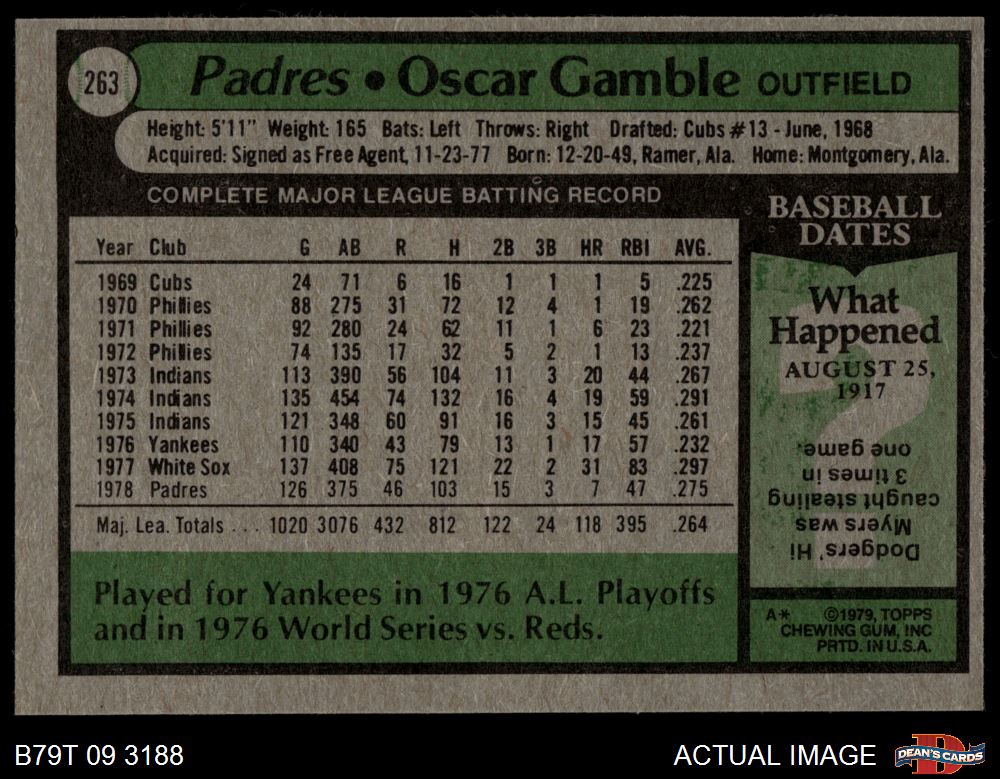 263
Padres • Oscar Gamble OUTFIELD
Height: 5'11" Weight: 165 Bats: Left Throws: Right Drafted: Cubs #13 - June, 1968
Acquired: Signed as Free Agent, 11-23-77 Born: 12-20-49, Ramer, Ala. Home: Montgomery, Ala.
COMPLETE MAJOR LEAGUE BATTING RECORD
Year Club G AB R H 2B 3B HR RBI AVG.
1969 Cubs 24 71 6 16 1 1 1 5 .225
1970 Phillies 88 275 31 72 12 4 1 19 .262
1971 Phillies 92 280 24 62 11 1 6 23 .221
1972 Phillies 74 135 17 32 5 2 1 13 .237
1973 Indians 113 390 56 104 11 3 20 44 .267
1974 Indians 135 454 74 132 16 4 19 59 .291
1975 Indians 121 348 60 91 16 3 15 45 .261
1976 Yankees 110 340 43 79 13 1 17 57 .232
1977 White Sox 137 408 75 121 22 2 31 83 .297
1978 Padres 126 375 46 103 15 3 7 47 .275
Maj. Lea. Totals . . . 1020 3076 432 812 122 24 118 395 .264
Played for Yankees in 1976 A.L. Playoffs
and in 1976 World Series vs. Reds.
BASEBALL
DATES
What
Happened
AUGUST 25,
1917
Dodgers' Hi
Myers was
caught stealing
3 times in
one game.
A* ©1979, TOPPS
CHEWING GUM, INC
PRTD. IN U.S.A.
B79T 09 3188
ACTUAL IMAGE
DEAN'S CARDS